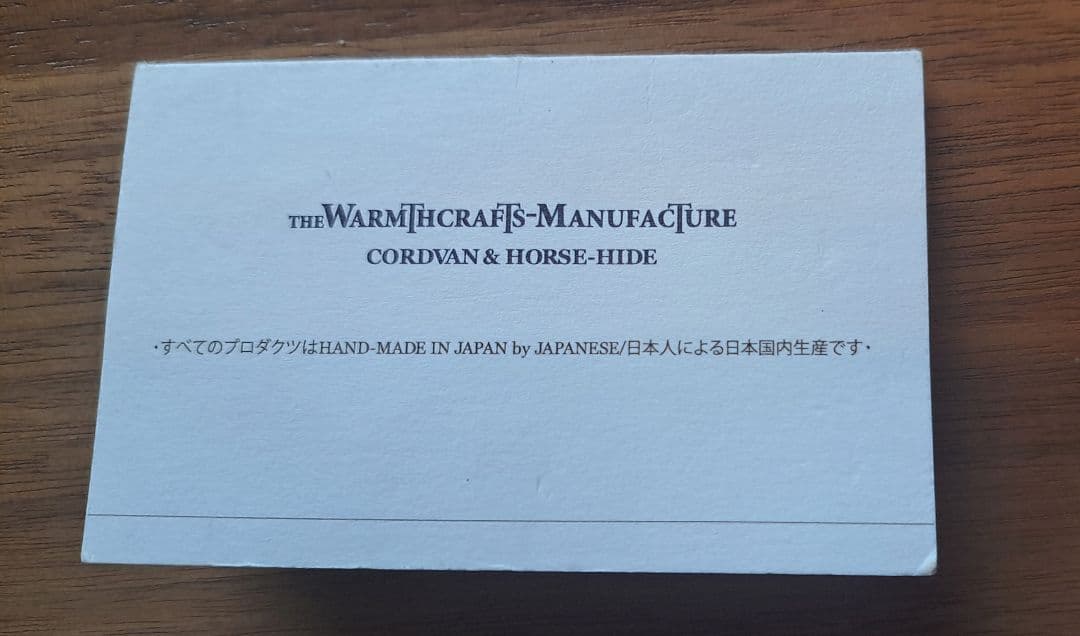 THE WARMTHCRAFTS-MANUFACTURE
CORDVAN & HORSE-HIDE
・すべてのプロダクツはHAND-MADE IN JAPAN by JAPANESE/日本人による日本国内生産です・